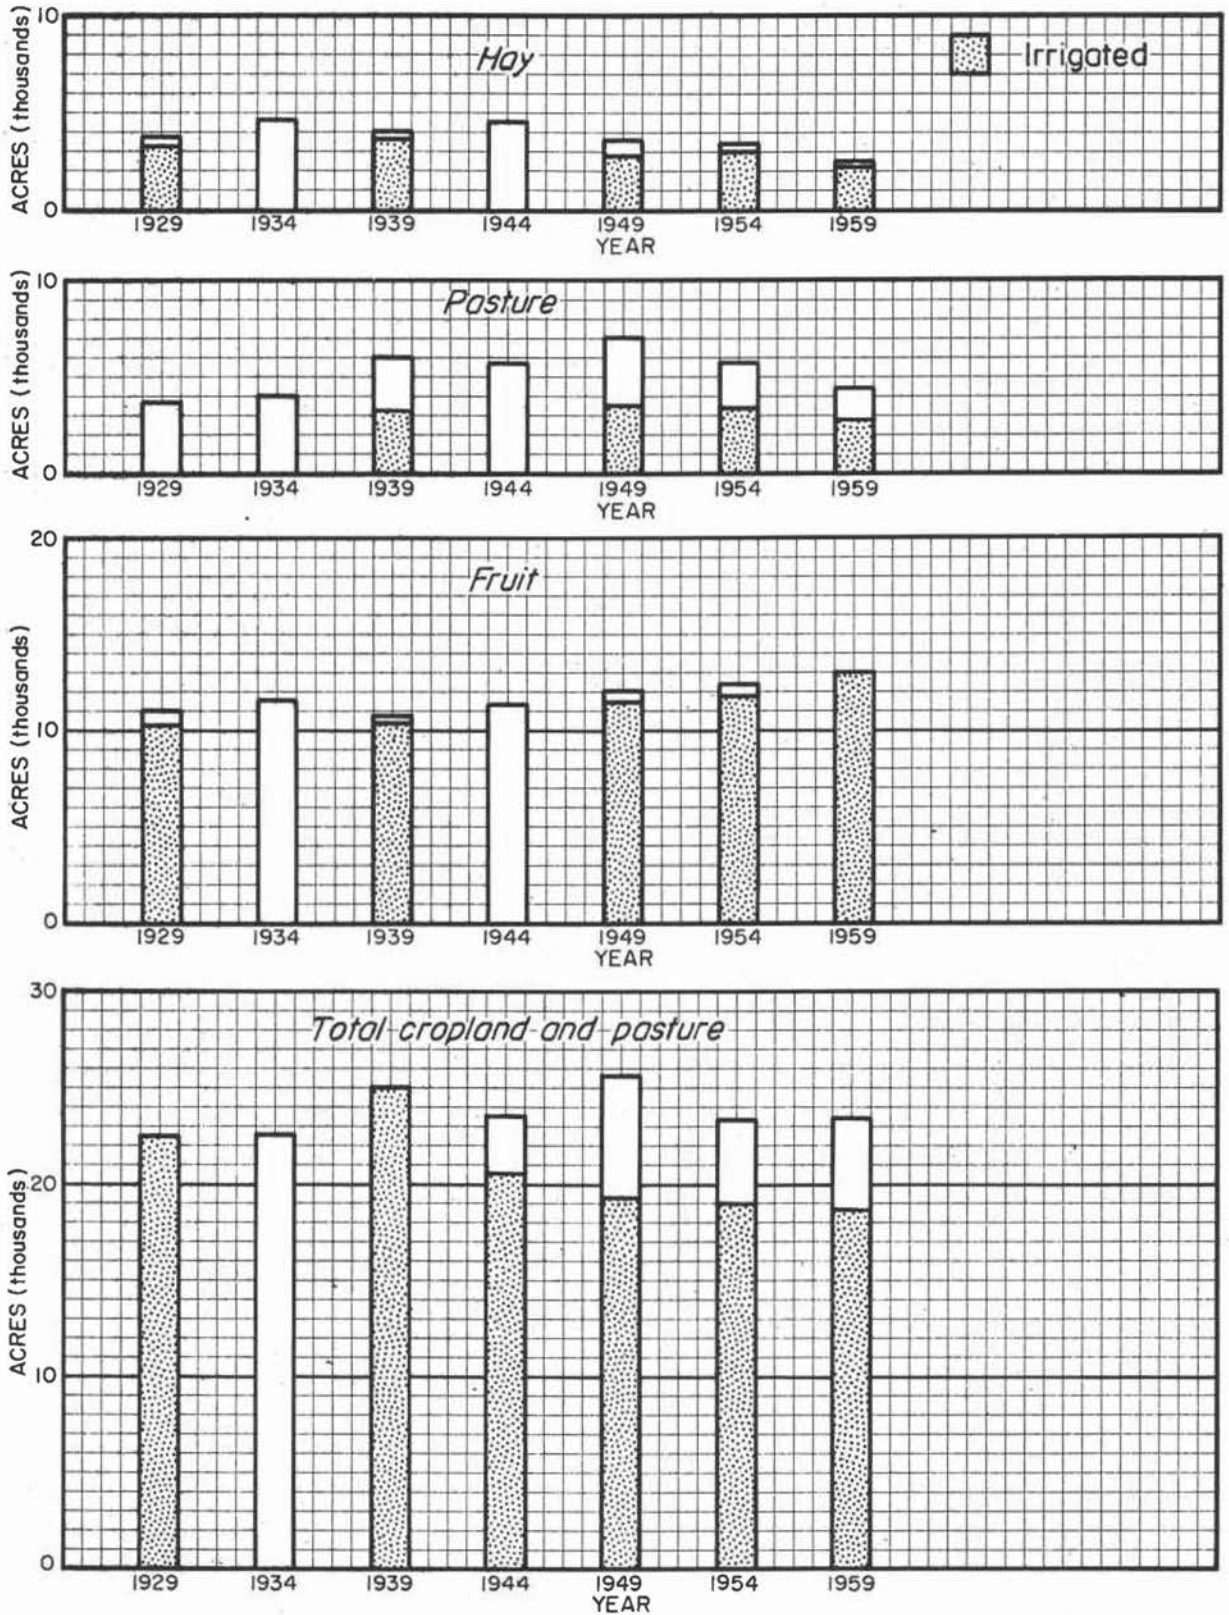 Hay
Irrigated
ACRES (thousands)
10
0
1929 1934 1939 1944 1949 1954 1959
YEAR
Pasture
ACRES (thousands)
10
0
1929 1934 1939 1944 1949 1954 1959
YEAR
Fruit
ACRES (thousands)
20
10
0
1929 1934 1939 1944 1949 1954 1959
YEAR
Total cropland and pasture
ACRES (thousands)
30
20
10
0
1929 1934 1939 1944 1949 1954 1959
YEAR